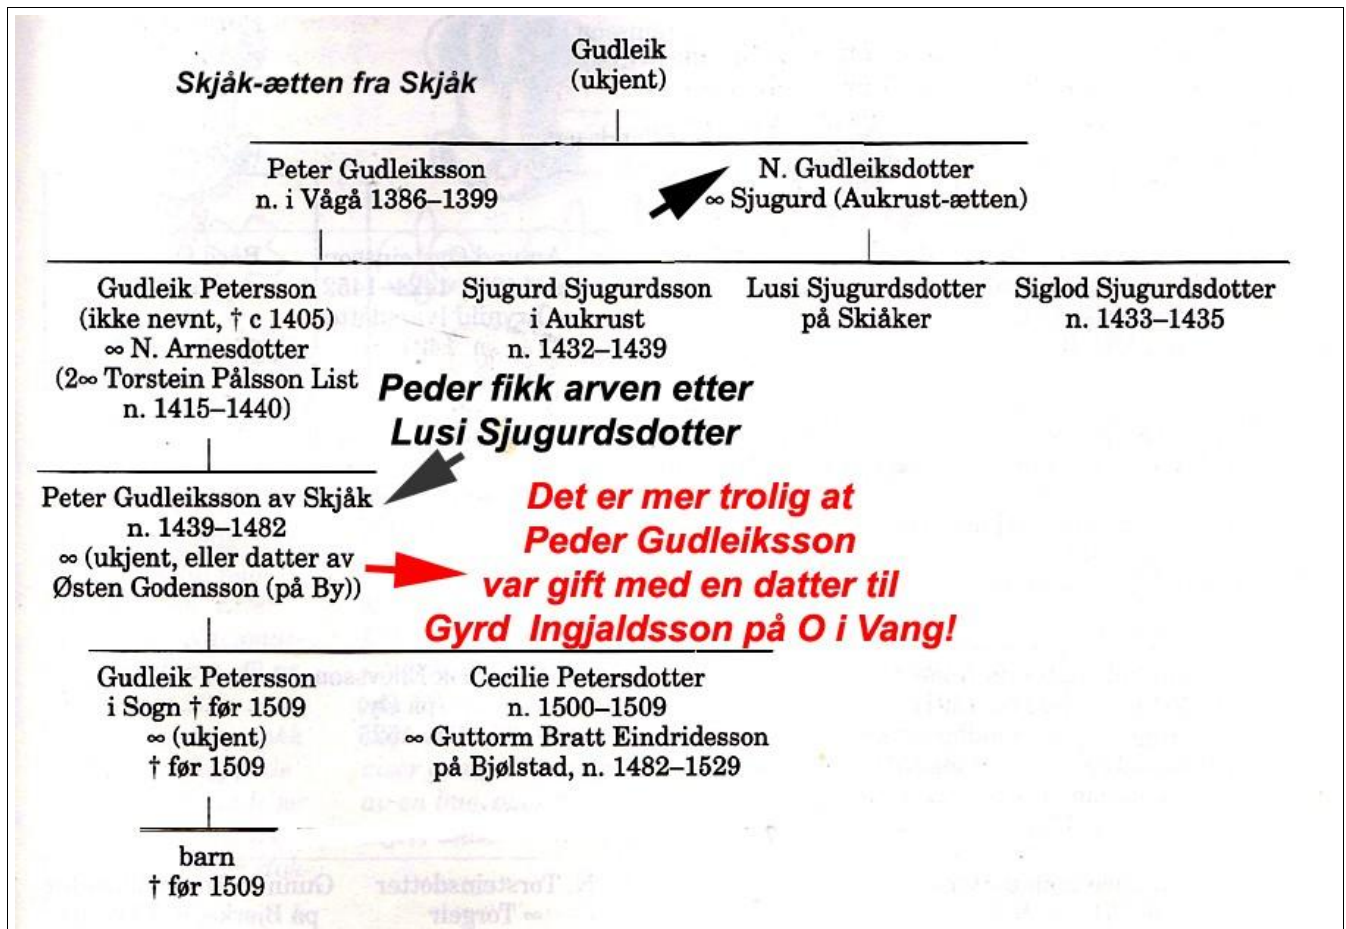 Gudleik
(ukjent)
Skjåk-ætten fra Skjåk
Peter Gudleiksson
n. i Vågå 1386–1399
N. Gudleiksdotter
∞ Sjugurd (Aukrust-ætten)
Gudleik Petersson
(ikke nevnt, † c 1405)
∞ N. Arnesdotter
(2∞ Torstein Pålsson List
n. 1415–1440)
Sjugurd Sjugurdsson
i Aukrust
n. 1432–1439
Lusi Sjugurdsdotter
på Skiåker
Siglod Sjugurdsdotter
n. 1433–1435
Peder fikk arven etter
Lusi Sjugurdsdotter
Peter Gudleiksson av Skjåk
n. 1439–1482
∞ (ukjent, eller datter av
Østen Godensson (på By))
Det er mer trolig at
Peder Gudleiksson
var gift med en datter til
Gyrd Ingjaldsson på O i Vang!
Gudleik Petersson
i Sogn † før 1509
∞ (ukjent)
† før 1509
Cecilie Petersdotter
n. 1500–1509
∞ Guttorm Bratt Eindridesson
på Bjølstad, n. 1482–1529
barn
† før 1509